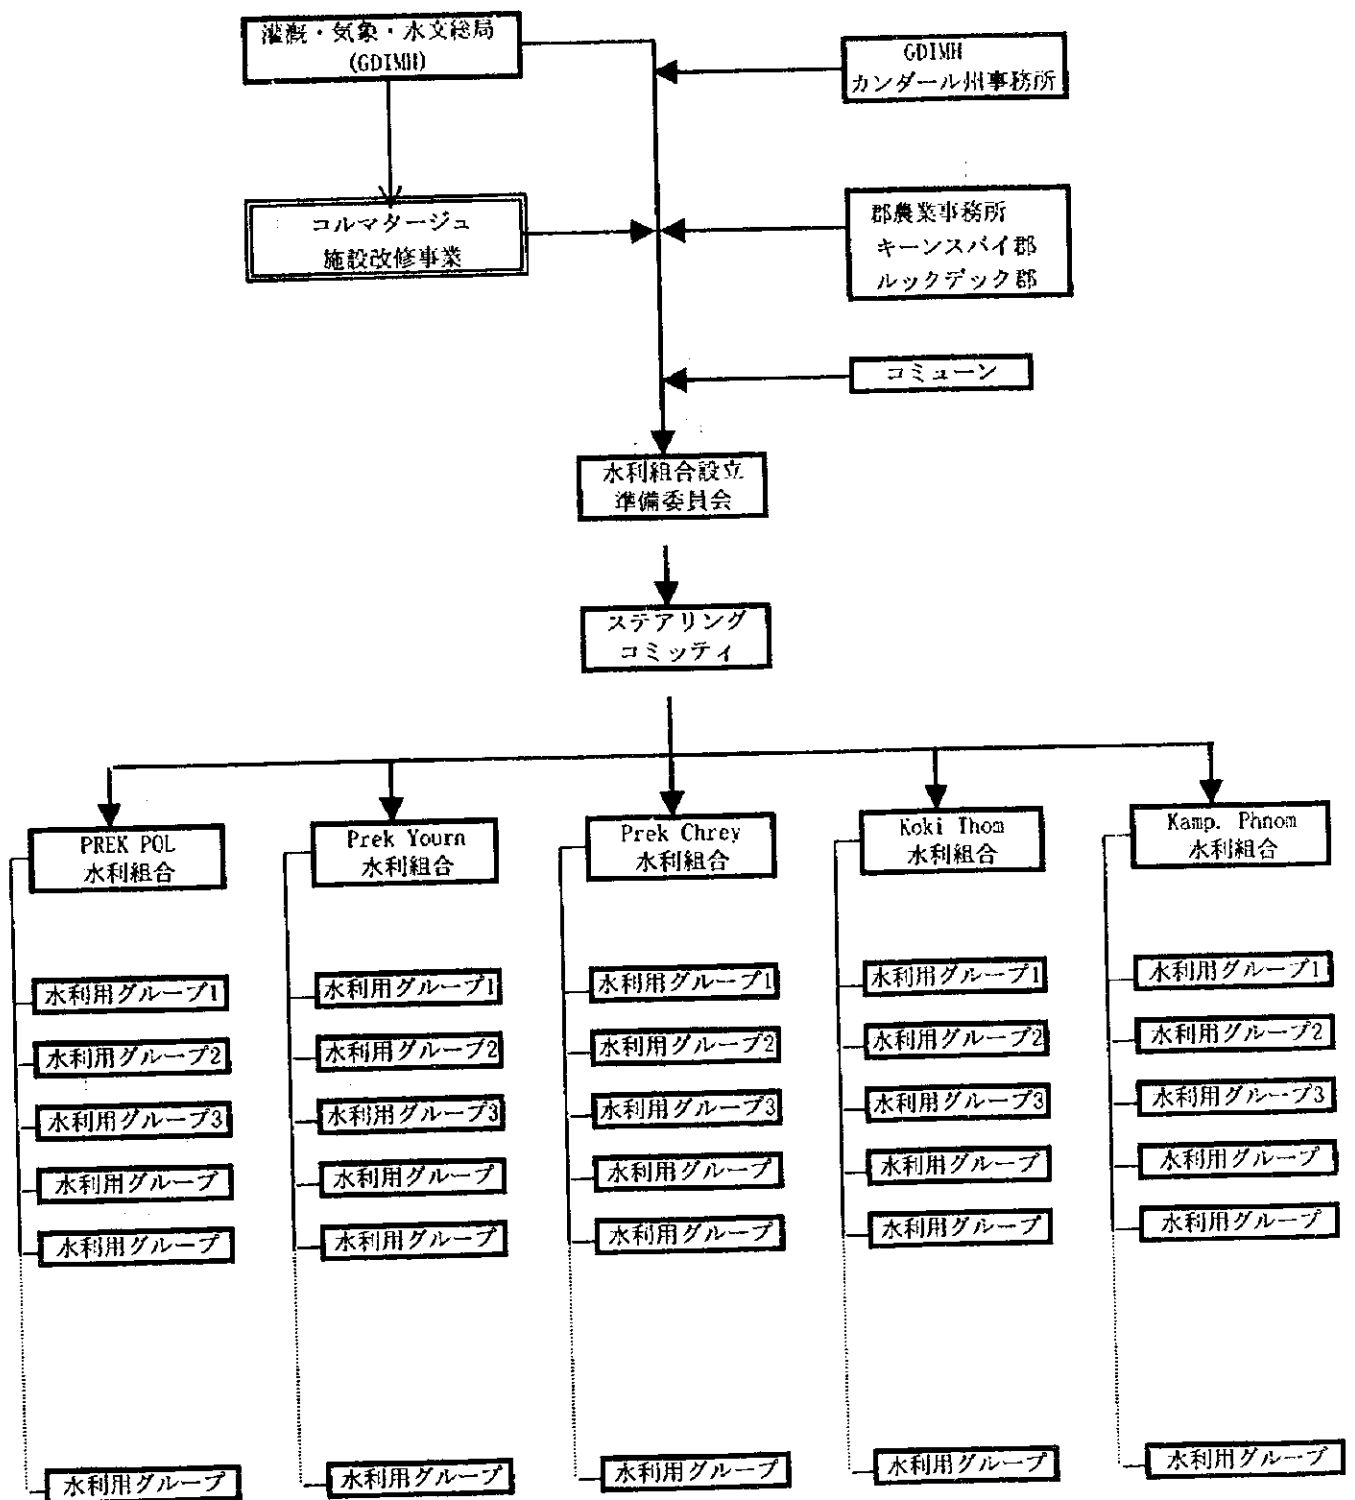 灌漑・気象・水文総局
(GDIMH)
GDIMH
カンダール州事務所
コルマタージュ
施設改修事業
郡農業事務所
キーンスバイ郡
ルックデック郡
コミューン
水利組合設立
準備委員会
ステアリング
コミッティ
PREK POL
水利組合
Prek Yourn
水利組合
Prek Chrey
水利組合
Koki Thom
水利組合
Kamp. Phnom
水利組合
水利用グループ1
水利用グループ2
水利用グループ3
水利用グループ
水利用グループ
水利用グループ
水利用グループ1
水利用グループ2
水利用グループ3
水利用グループ
水利用グループ
水利用グループ
水利用グループ1
水利用グループ2
水利用グループ3
水利用グループ
水利用グループ
水利用グループ
水利用グループ1
水利用グループ2
水利用グループ3
水利用グループ
水利用グループ
水利用グループ
水利用グループ1
水利用グループ2
水利用グループ3
水利用グループ
水利用グループ
水利用グループ